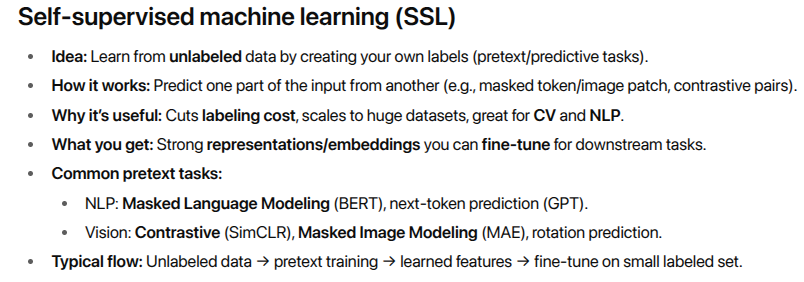 Self-supervised machine learning (SSL)
• Idea: Learn from unlabeled data by creating your own labels (pretext/predictive tasks).
• How it works: Predict one part of the input from another (e.g., masked token/image patch, contrastive pairs).
• Why it’s useful: Cuts labeling cost, scales to huge datasets, great for CV and NLP.
• What you get: Strong representations/embeddings you can fine-tune for downstream tasks.
• Common pretext tasks:
• NLP: Masked Language Modeling (BERT), next-token prediction (GPT).
• Vision: Contrastive (SimCLR), Masked Image Modeling (MAE), rotation prediction.
• Typical flow: Unlabeled data → pretext training → learned features → fine-tune on small labeled set.